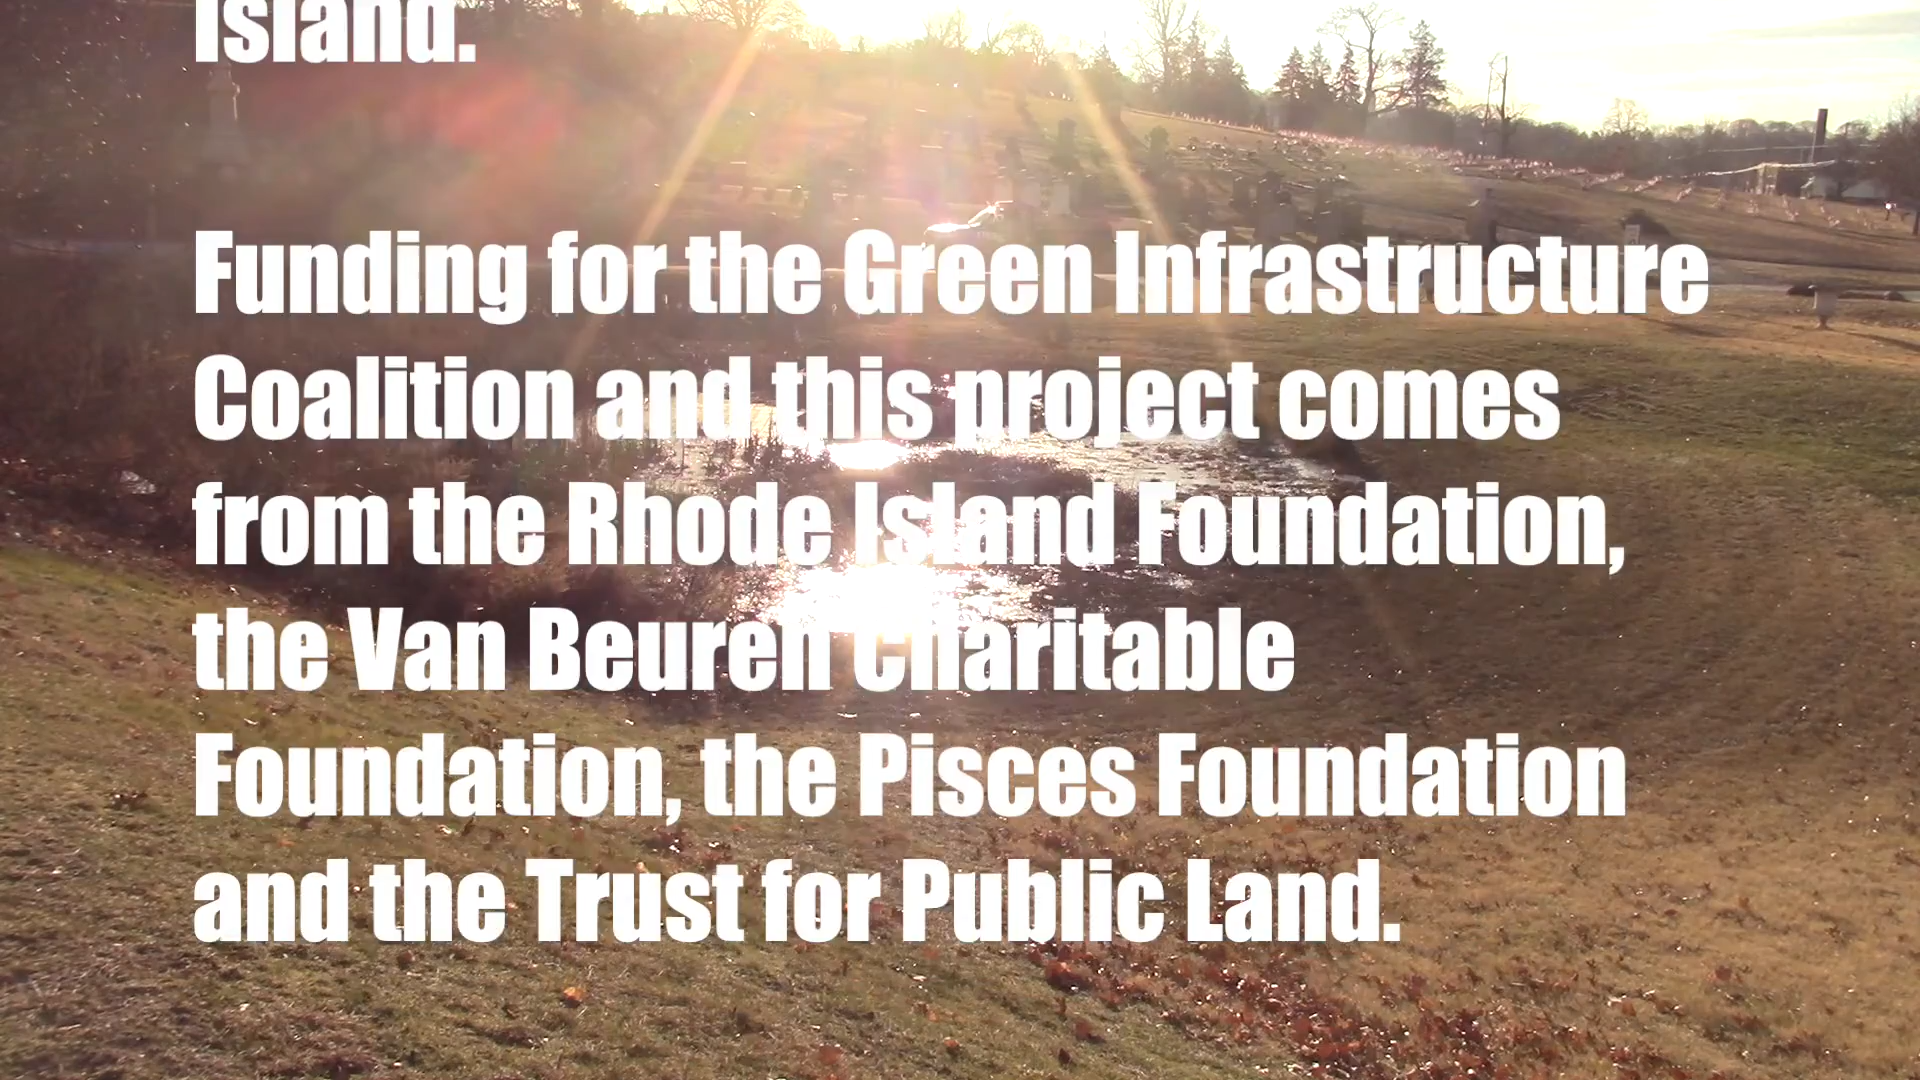 Island.
Funding for the Green Infrastructure
Coalition and this project comes
from the Rhode Island Foundation,
the Van Beuren Charitable
Foundation, the Pisces Foundation
and the Trust for Public Land.